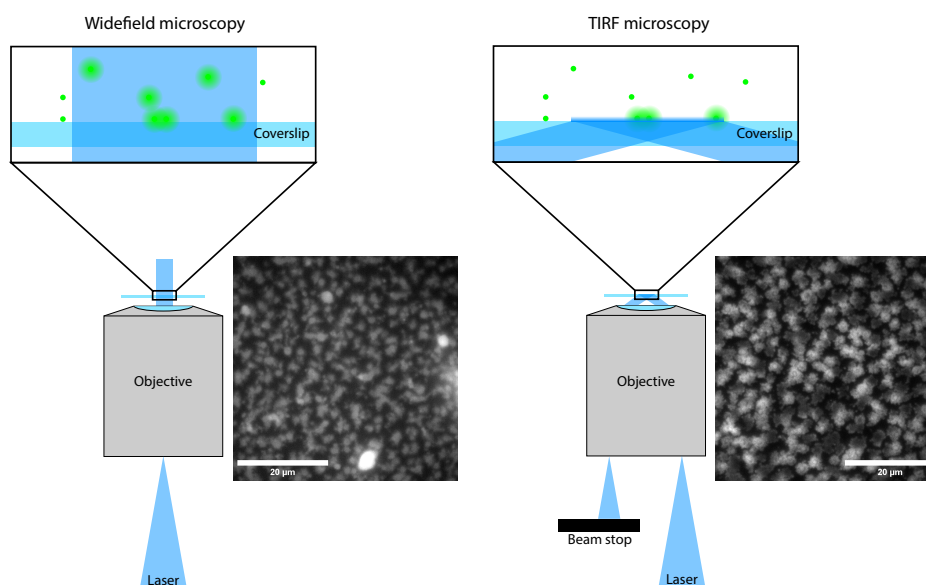 Widefield microscopy
TIRF microscopy
Coverslip
Coverslip
Objective
Objective
20 µm
20 µm
Beam stop
Laser
Laser